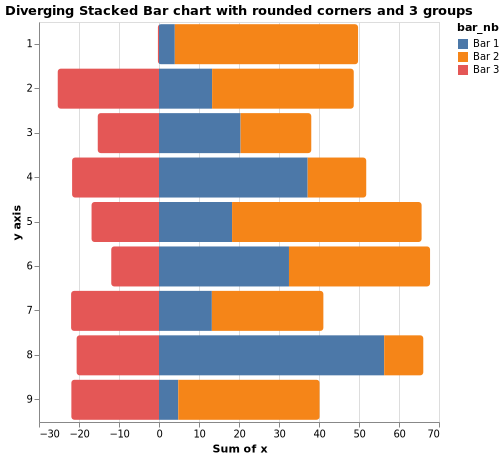 Diverging Stacked Bar chart with rounded corners and 3 groups
bar_nb
Bar 1
Bar 2
Bar 3
y axis
1
2
3
4
5
6
7
8
9
−30 −20 −10 0 10 20 30 40 50 60 70
Sum of x